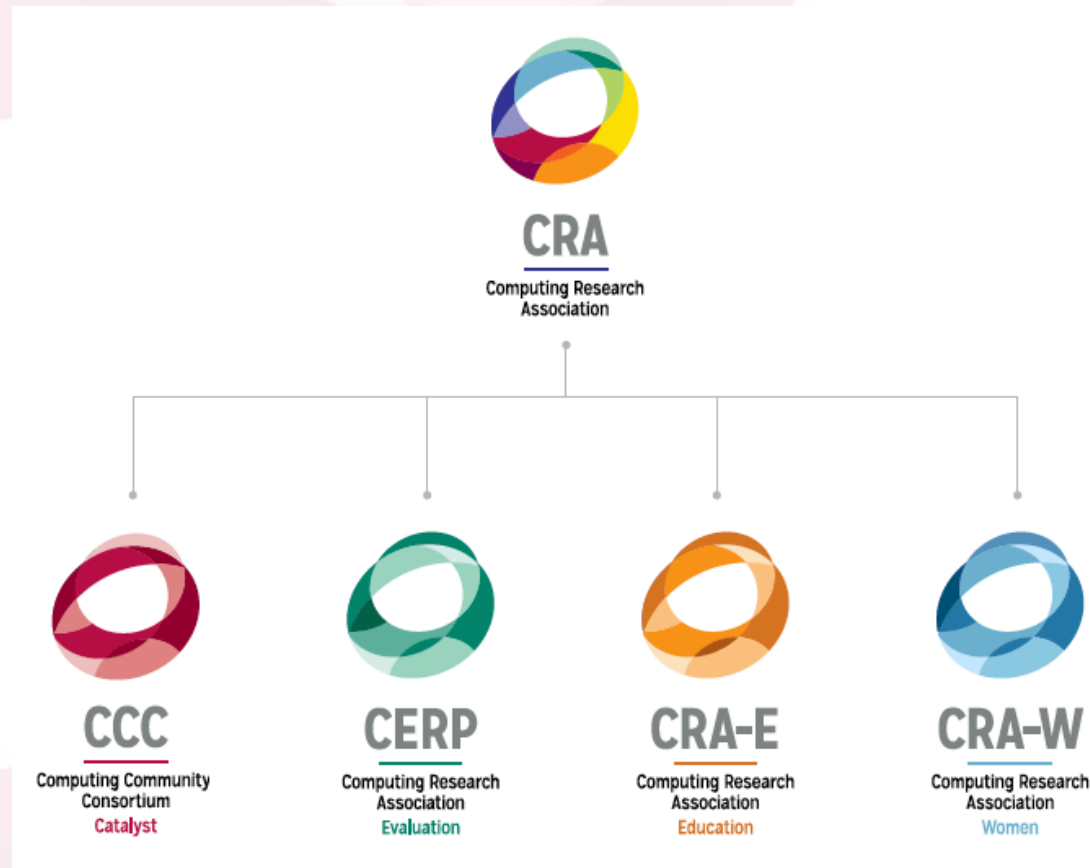 CRA
Computing Research
Association
CCC
Computing Community
Consortium
Catalyst
CERP
Computing Research
Association
Evaluation
CRA-E
Computing Research
Association
Education
CRA-W
Computing Research
Association
Women